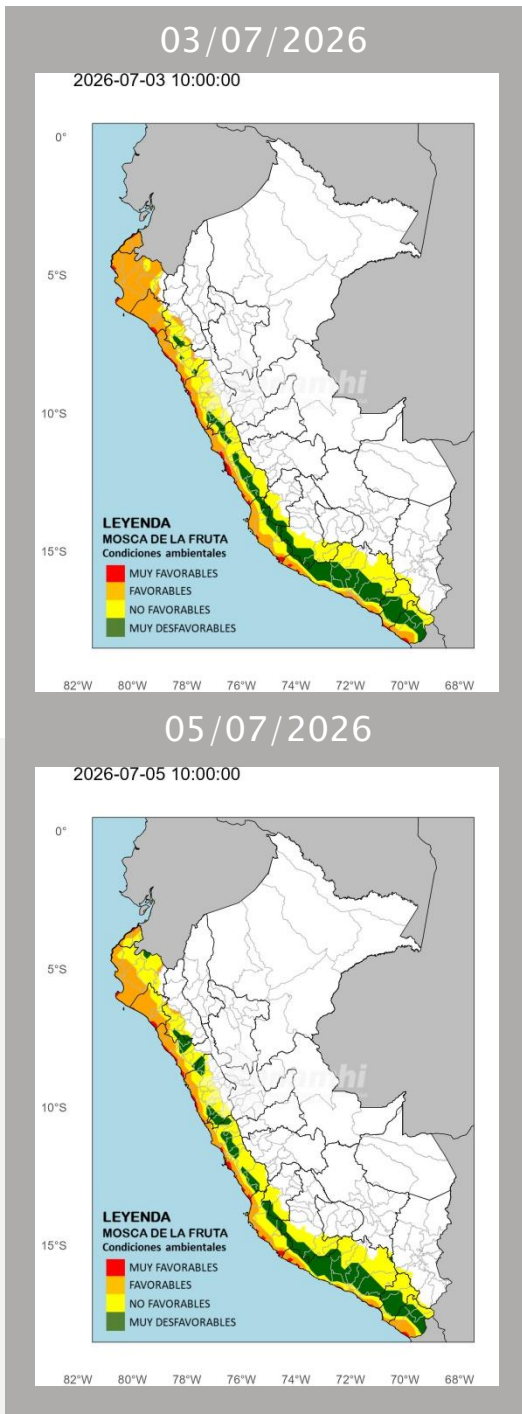 03/07/2026
2026-07-03 10:00:00
0°
5°S
10°S
15°S
LEYENDA
MOSCA DE LA FRUTA
Condiciones ambientales
MUY FAVORABLES
FAVORABLES
NO FAVORABLES
MUY DESFAVORABLES
82°W 80°W 78°W 76°W 74°W 72°W 70°W 68°W
05/07/2026
2026-07-05 10:00:00
0°
5°S
10°S
15°S
LEYENDA
MOSCA DE LA FRUTA
Condiciones ambientales
MUY FAVORABLES
FAVORABLES
NO FAVORABLES
MUY DESFAVORABLES
82°W 80°W 78°W 76°W 74°W 72°W 70°W 68°W